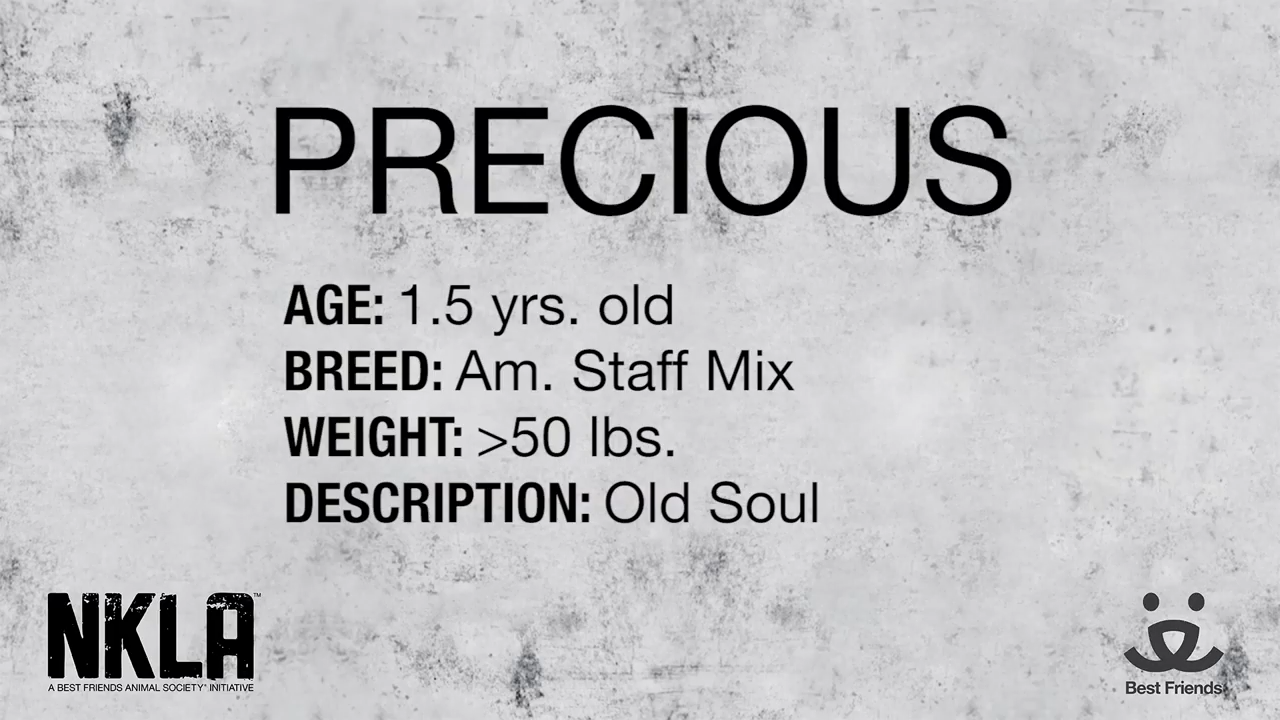 PRECIOUS
AGE: 1.5 yrs. old
BREED: Am. Staff Mix
WEIGHT: >50 lbs.
DESCRIPTION: Old Soul
NKLA™
A BEST FRIENDS ANIMAL SOCIETY® INITIATIVE
Best Friends